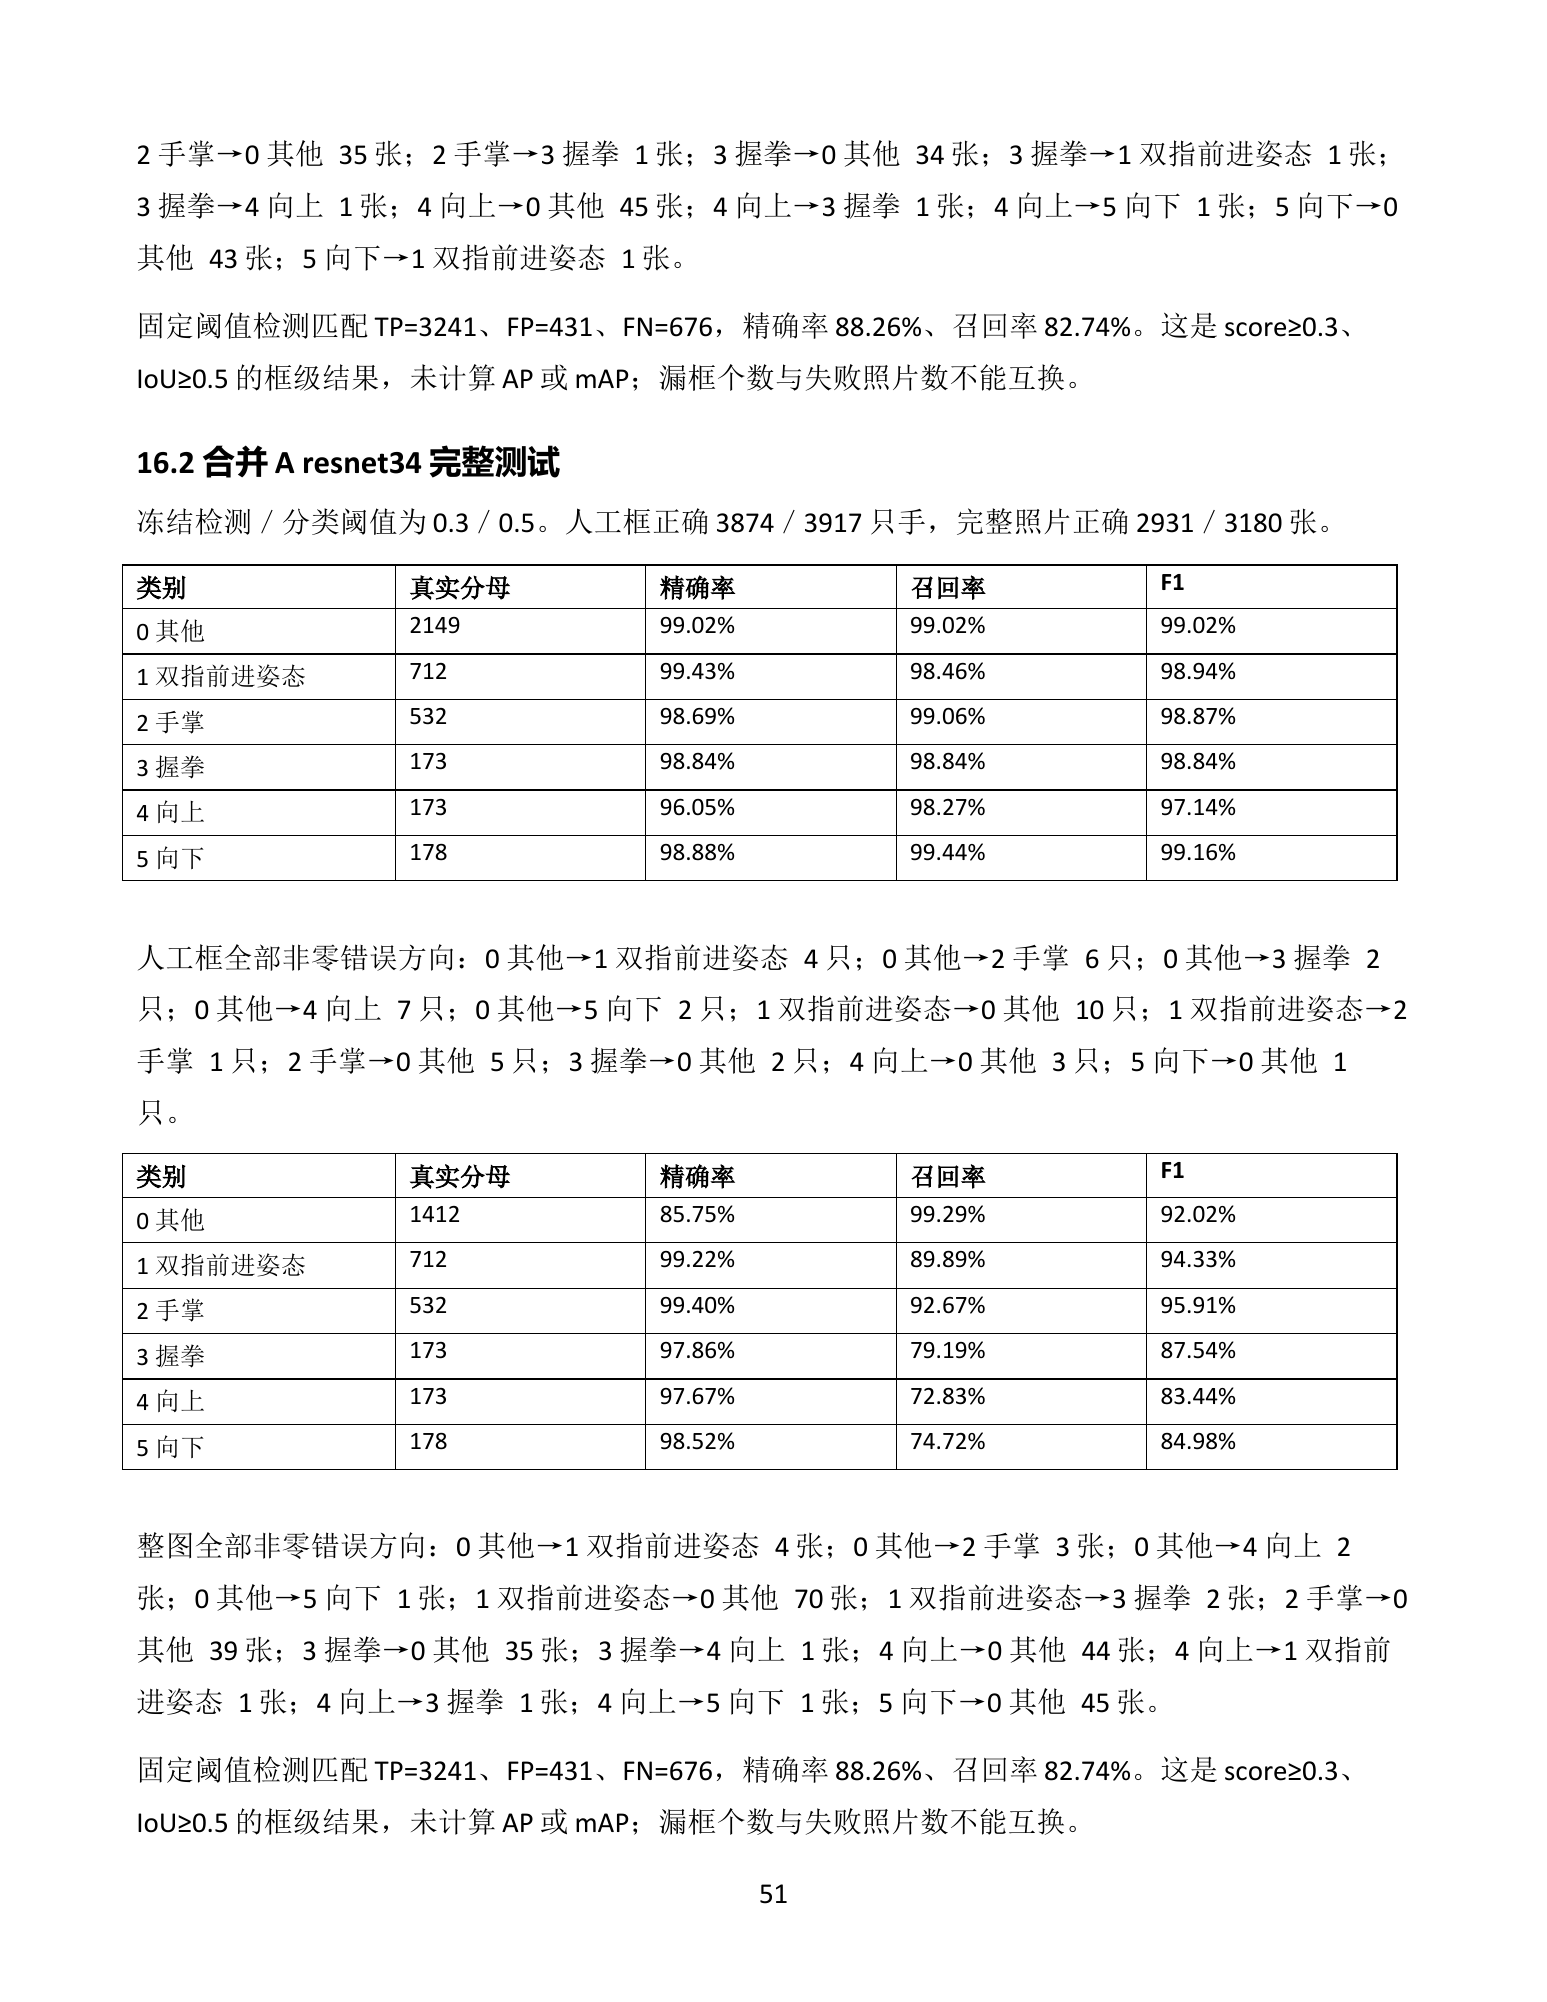 2 手掌→0 其他 35 张；2 手掌→3 握拳 1 张；3 握拳→0 其他 34 张；3 握拳→1 双指前进姿态 1 张；
3 握拳→4 向上 1 张；4 向上→0 其他 45 张；4 向上→3 握拳 1 张；4 向上→5 向下 1 张；5 向下→0
其他 43 张；5 向下→1 双指前进姿态 1 张。
固定阈值检测匹配 TP=3241、FP=431、FN=676，精确率 88.26%、召回率 82.74%。这是 score≥0.3、
IoU≥0.5 的框级结果，未计算 AP 或 mAP；漏框个数与失败照片数不能互换。
16.2 合并 A resnet34 完整测试
冻结检测／分类阈值为 0.3／0.5。人工框正确 3874／3917 只手，完整照片正确 2931／3180 张。
类别 真实分母 精确率 召回率 F1
0 其他 2149 99.02% 99.02% 99.02%
1 双指前进姿态 712 99.43% 98.46% 98.94%
2 手掌 532 98.69% 99.06% 98.87%
3 握拳 173 98.84% 98.84% 98.84%
4 向上 173 96.05% 98.27% 97.14%
5 向下 178 98.88% 99.44% 99.16%
人工框全部非零错误方向：0 其他→1 双指前进姿态 4 只；0 其他→2 手掌 6 只；0 其他→3 握拳 2
只；0 其他→4 向上 7 只；0 其他→5 向下 2 只；1 双指前进姿态→0 其他 10 只；1 双指前进姿态→2
手掌 1 只；2 手掌→0 其他 5 只；3 握拳→0 其他 2 只；4 向上→0 其他 3 只；5 向下→0 其他 1
只。
类别 真实分母 精确率 召回率 F1
0 其他 1412 85.75% 99.29% 92.02%
1 双指前进姿态 712 99.22% 89.89% 94.33%
2 手掌 532 99.40% 92.67% 95.91%
3 握拳 173 97.86% 79.19% 87.54%
4 向上 173 97.67% 72.83% 83.44%
5 向下 178 98.52% 74.72% 84.98%
整图全部非零错误方向：0 其他→1 双指前进姿态 4 张；0 其他→2 手掌 3 张；0 其他→4 向上 2
张；0 其他→5 向下 1 张；1 双指前进姿态→0 其他 70 张；1 双指前进姿态→3 握拳 2 张；2 手掌→0
其他 39 张；3 握拳→0 其他 35 张；3 握拳→4 向上 1 张；4 向上→0 其他 44 张；4 向上→1 双指前
进姿态 1 张；4 向上→3 握拳 1 张；4 向上→5 向下 1 张；5 向下→0 其他 45 张。
固定阈值检测匹配 TP=3241、FP=431、FN=676，精确率 88.26%、召回率 82.74%。这是 score≥0.3、
IoU≥0.5 的框级结果，未计算 AP 或 mAP；漏框个数与失败照片数不能互换。
51